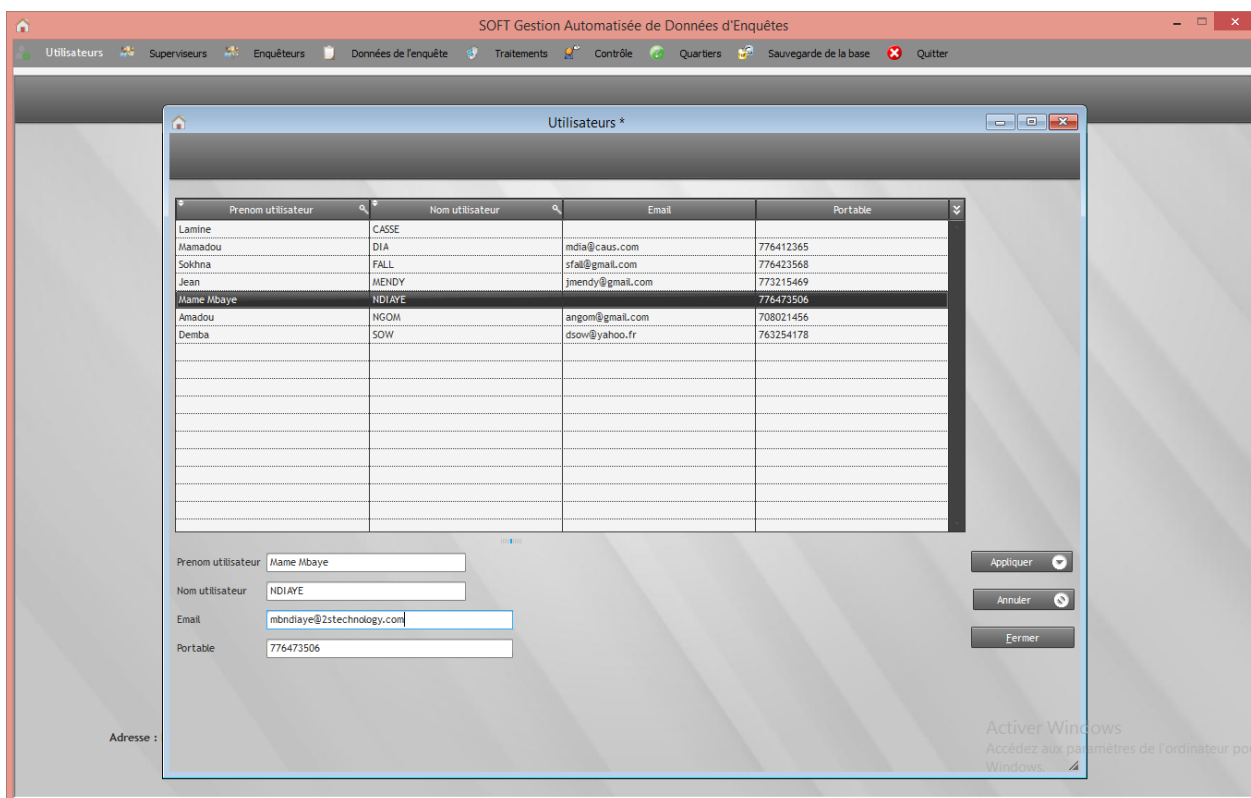 SOFT Gestion Automatisée de Données d'Enquêtes
Utilisateurs Superviseurs Enquêteurs Données de l'enquête Traitements Contrôle Quartiers Sauvegarde de la base Quitter
Utilisateurs *
Prenom utilisateur Nom utilisateur Email Portable
Lamine CASSE
Mamadou DIA mdia@caus.com 776412365
Sokhna FALL sfall@gmail.com 776423568
Jean MENDY jmendy@gmail.com 773215469
Mame Mbaye NDIAYE 776473506
Amadou NGOM angom@gmail.com 708021456
Demba SOW dsow@yahoo.fr 763254178
Prenom utilisateur Mame Mbaye
Appliquer
Nom utilisateur NDIAYE
Annuler
Email mbndiaye@2stechnology.com
Fermer
Portable 776473506
Adresse :
Activer Windows
Accédez aux paramètres de l'ordinateur po
Windows.